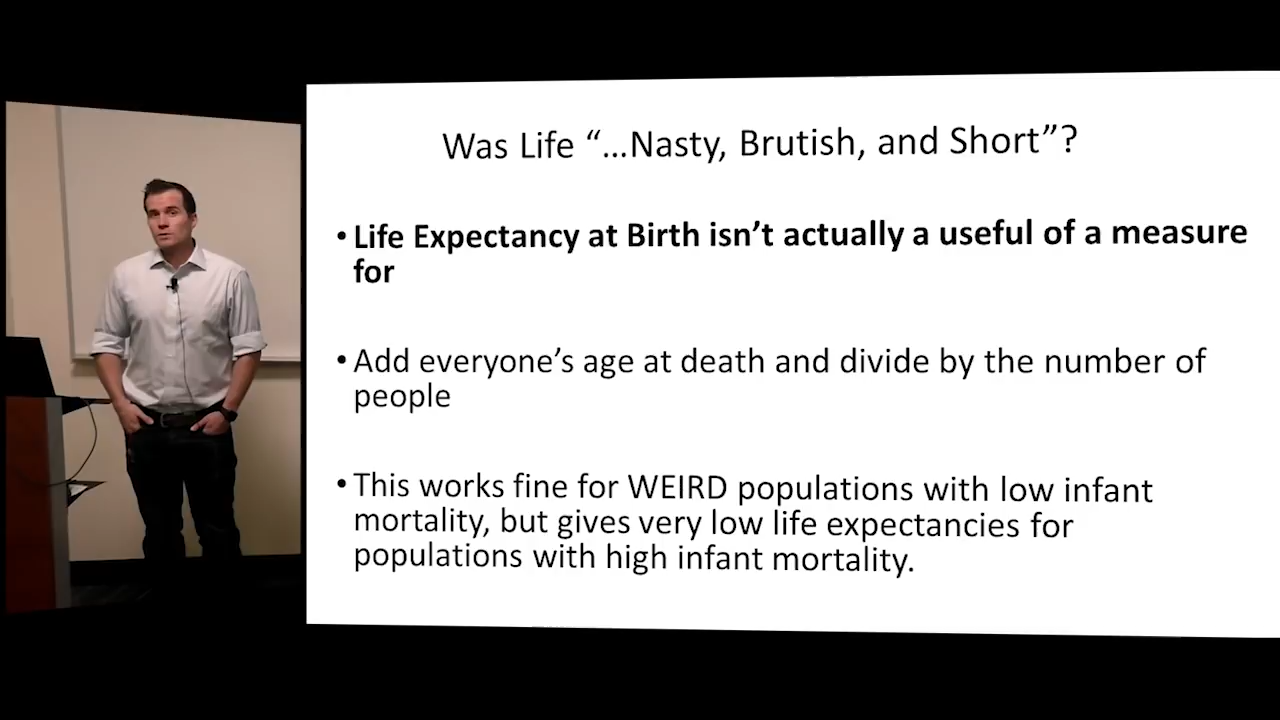 Was Life “…Nasty, Brutish, and Short”?
• Life Expectancy at Birth isn’t actually a useful of a measure
for
• Add everyone’s age at death and divide by the number of
people
• This works fine for WEIRD populations with low infant
mortality, but gives very low life expectancies for
populations with high infant mortality.